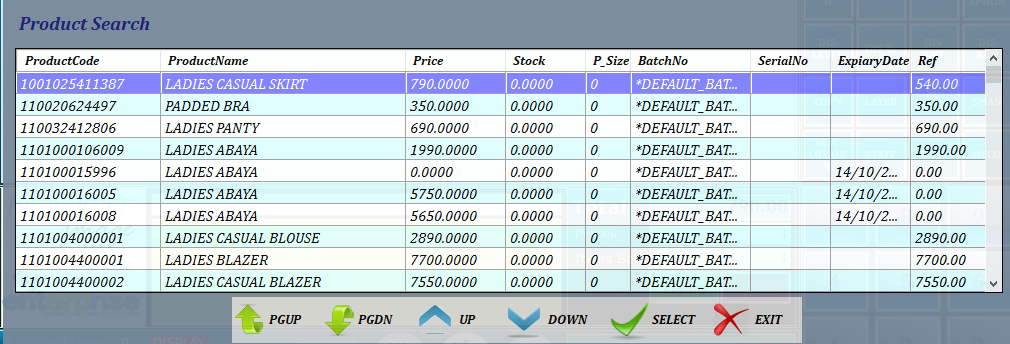 Product Search
ProductCode ProductName Price Stock P_Size BatchNo SerialNo ExpiaryDate Ref
1001025411387 LADIES CASUAL SKIRT 790.0000 0.0000 0 *DEFAULT_BAT... 540.00
110020624497 PADDED BRA 350.0000 0.0000 0 *DEFAULT_BAT... 350.00
110032412806 LADIES PANTY 690.0000 0.0000 0 *DEFAULT_BAT... 690.00
1101000106009 LADIES ABAYA 1990.0000 0.0000 0 *DEFAULT_BAT... 1990.00
110100015996 LADIES ABAYA 0.0000 0.0000 0 *DEFAULT_BAT... 14/10/2... 0.00
110100016005 LADIES ABAYA 5750.0000 0.0000 0 *DEFAULT_BAT... 14/10/2... 0.00
110100016008 LADIES ABAYA 5650.0000 0.0000 0 *DEFAULT_BAT... 14/10/2... 0.00
1101004000001 LADIES CASUAL BLOUSE 2890.0000 0.0000 0 *DEFAULT_BAT... 2890.00
1101004400001 LADIES BLAZER 7700.0000 0.0000 0 *DEFAULT_BAT... 7700.00
1101004400002 LADIES CASUAL BLAZER 7550.0000 0.0000 0 *DEFAULT_BAT... 7550.00
enterprise
PGUP PGDN UP DOWN SELECT EXIT
DISPLAY